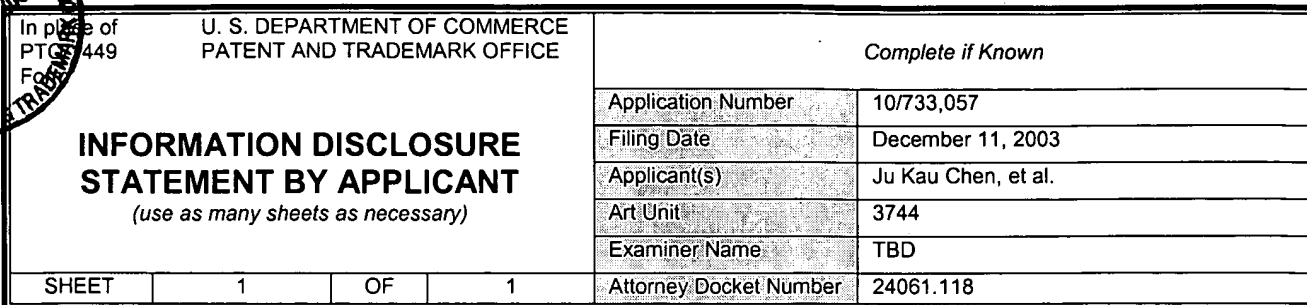 In place of U. S. DEPARTMENT OF COMMERCE
PTO 1449 PATENT AND TRADEMARK OFFICE
Form
Complete if Known
INFORMATION DISCLOSURE
STATEMENT BY APPLICANT
(use as many sheets as necessary)
Application Number 10/733,057
Filing Date December 11, 2003
Applicant(s) Ju Kau Chen, et al.
Art Unit 3744
Examiner Name TBD
SHEET 1 OF 1 Attorney Docket Number 24061.118
TRADEMARK